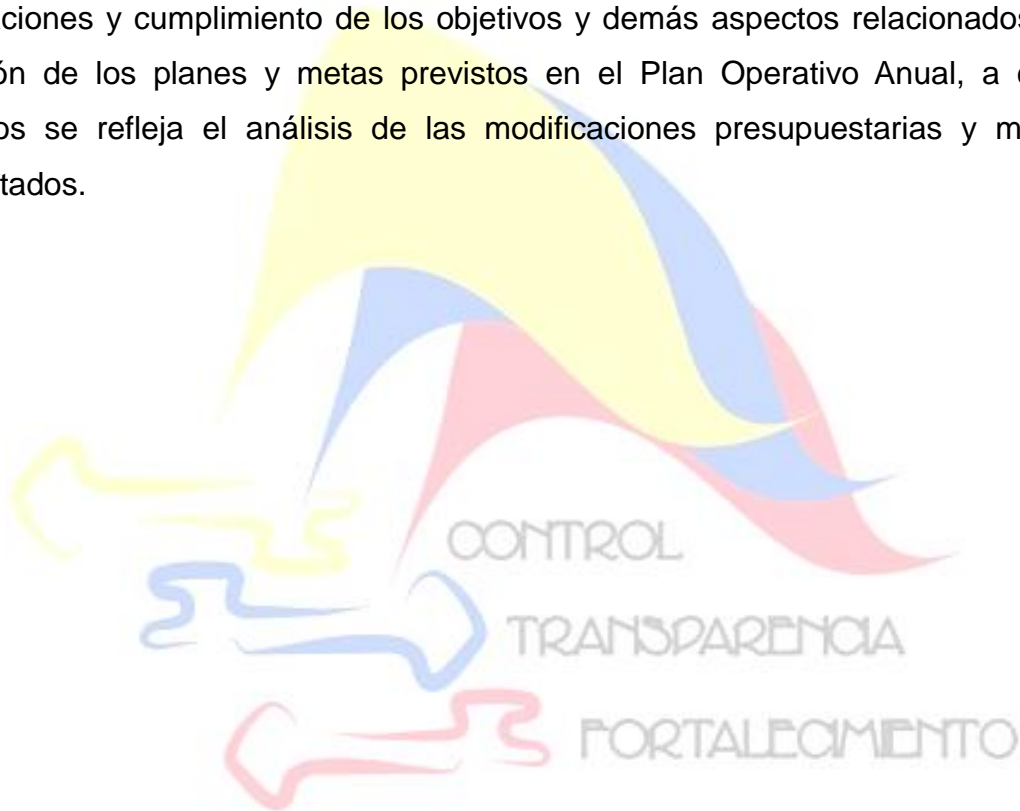 ciones y cumplimiento de los objetivos y demás aspectos relacionados
ón de los planes y metas previstos en el Plan Operativo Anual, a
os se refleja el análisis de las modificaciones presupuestarias y m
tados.
CONTROL
TRANSPARENCIA
FORTALECIMIENTO